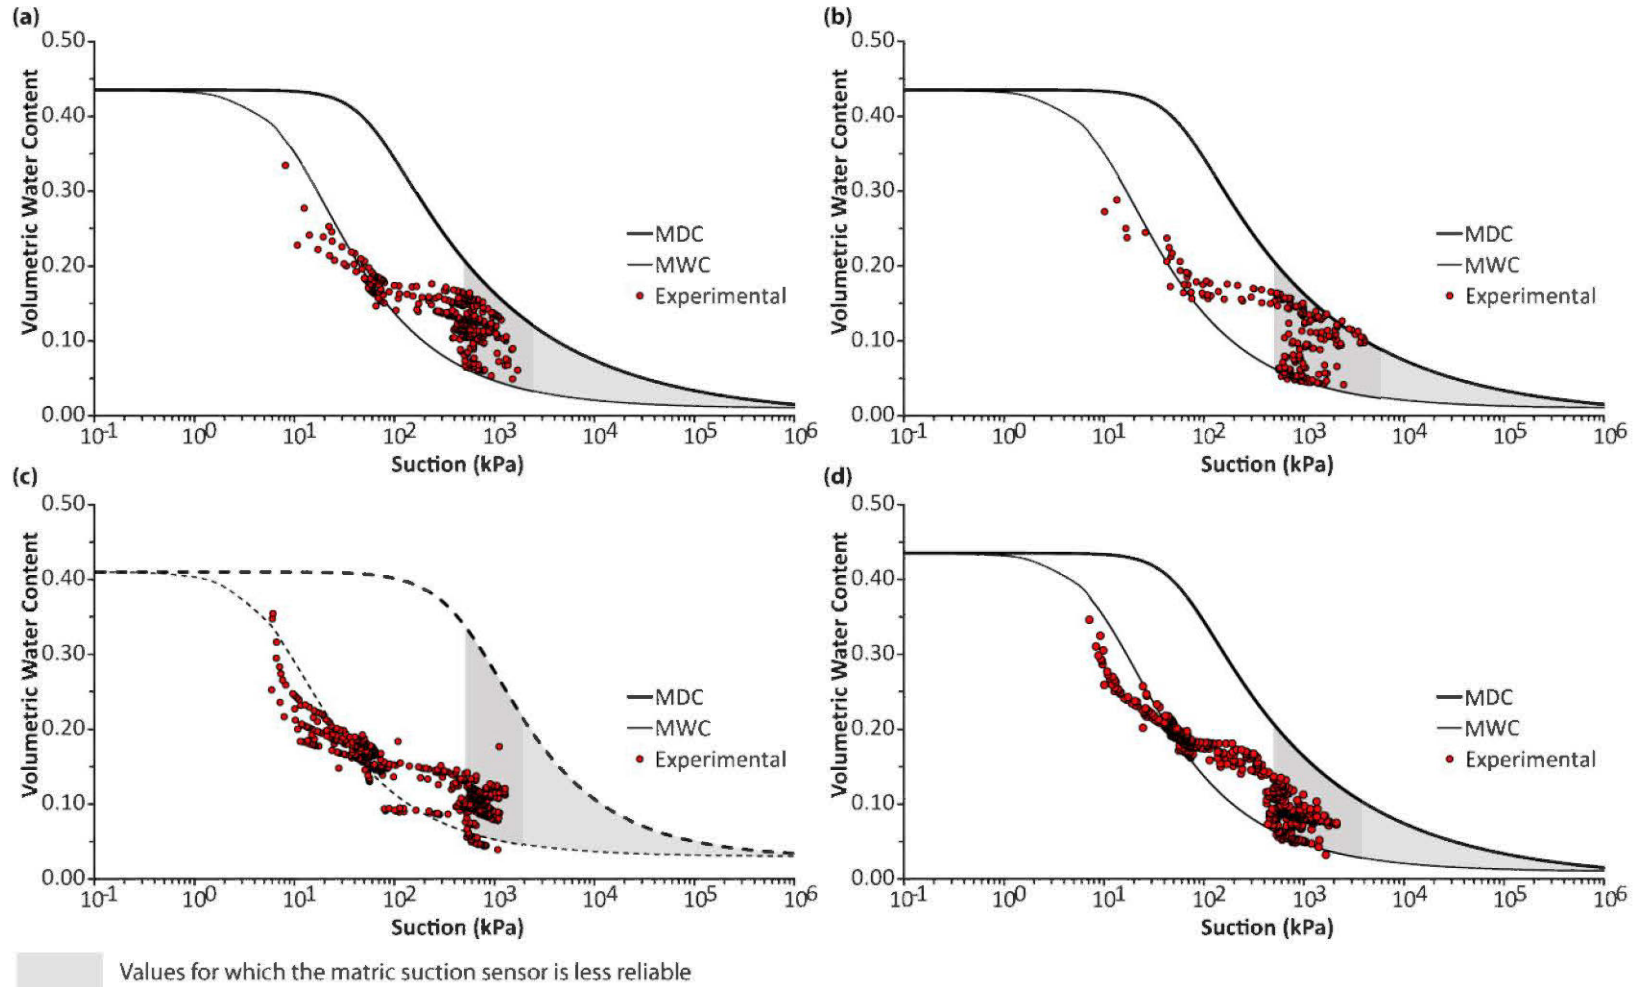 (a)
0.50
0.40
0.30
0.20
0.10
0.00
Volumetric Water Content
10-1 100 101 102 103 104 105 106
Suction (kPa)
MDC
MWC
Experimental
(b)
0.50
0.40
0.30
0.20
0.10
0.00
Volumetric Water Content
10-1 100 101 102 103 104 105 106
Suction (kPa)
MDC
MWC
Experimental
(c)
0.50
0.40
0.30
0.20
0.10
0.00
Volumetric Water Content
10-1 100 101 102 103 104 105 106
Suction (kPa)
MDC
MWC
Experimental
(d)
0.50
0.40
0.30
0.20
0.10
0.00
Volumetric Water Content
10-1 100 101 102 103 104 105 106
Suction (kPa)
MDC
MWC
Experimental
Values for which the matric suction sensor is less reliable